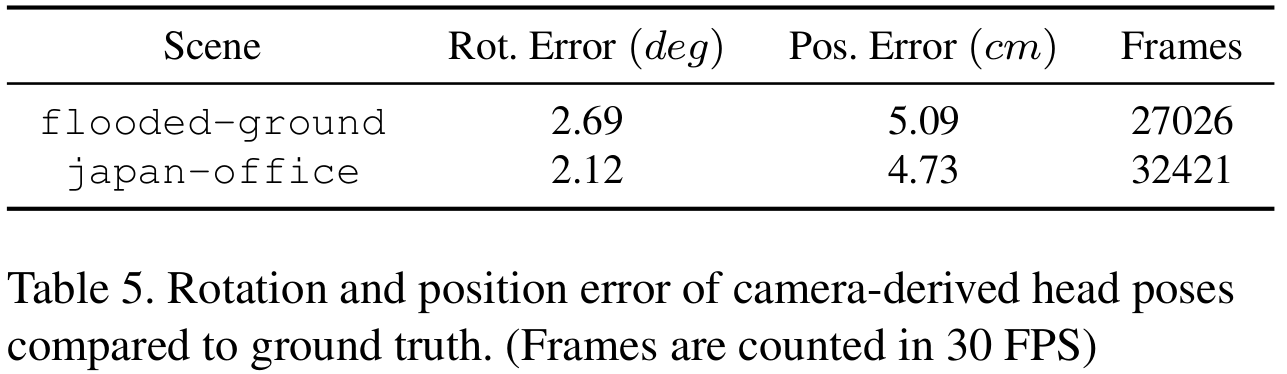 Scene Rot. Error (deg) Pos. Error (cm) Frames
flooded-ground 2.69 5.09 27026
japan-office 2.12 4.73 32421
Table 5. Rotation and position error of camera-derived head poses
compared to ground truth. (Frames are counted in 30 FPS)